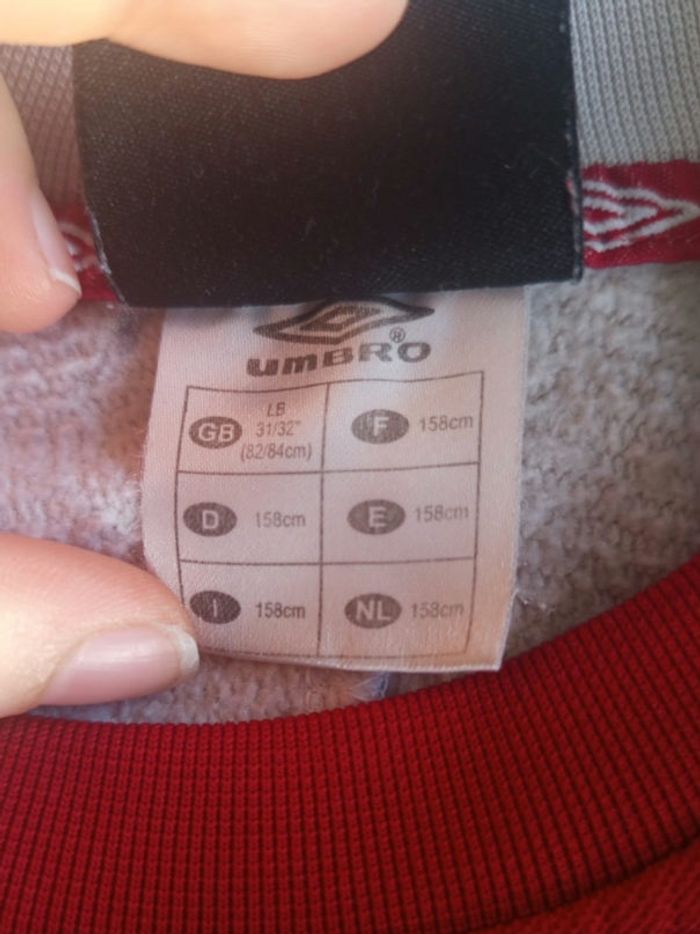 umBRO®
GB LB 31/32" (82/84cm)
F 158cm
D 158cm
E 158cm
I 158cm
NL 158cm